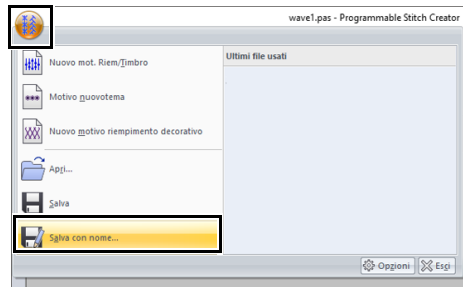 wave1.pas - Programmable Stitch Creator
Nuovo mot. Riem/Timbro
Ultimi file usati
Motivo nuovotema
Nuovo motivo riempimento decorativo
Apri...
Salva
Salva con nome...
Opzioni
Esci